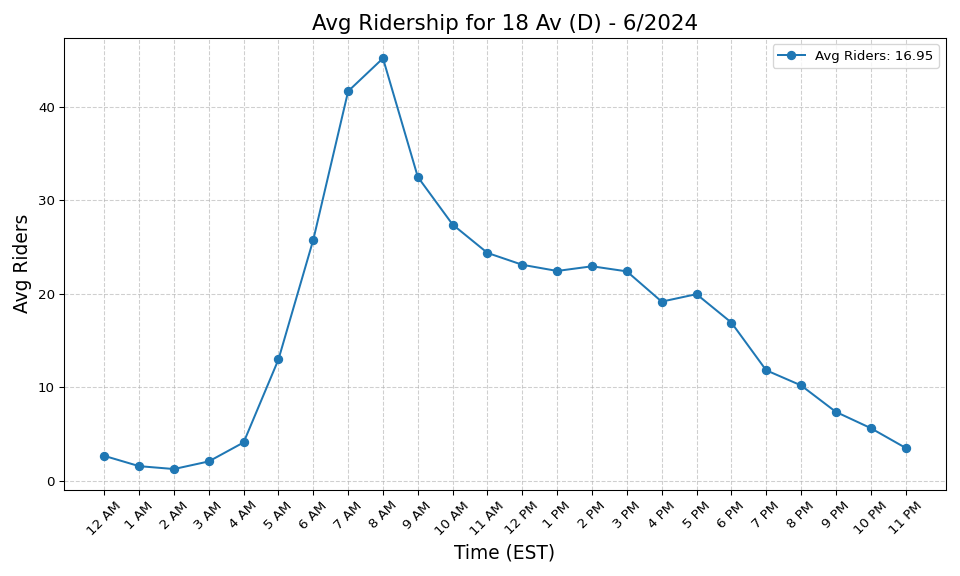 Avg Ridership for 18 Av (D) - 6/2024
Avg Riders: 16.95
Avg Riders
40
30
20
10
0
12 AM
1 AM
2 AM
3 AM
4 AM
5 AM
6 AM
7 AM
8 AM
9 AM
10 AM
11 AM
12 PM
1 PM
2 PM
3 PM
4 PM
5 PM
6 PM
7 PM
8 PM
9 PM
10 PM
11 PM
Time (EST)